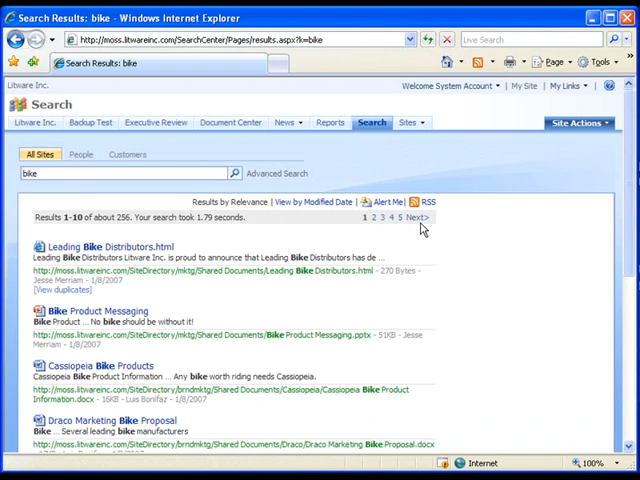 Search Results: bike - Windows Internet Explorer
http://moss.litwareinc.com/SearchCenter/Pages/results.aspx?k=bike
Live Search
Search Results: bike
Page
Tools
Litware Inc.
Welcome System Account | My Site | My Links
Search
Litware Inc. Backup Test Executive Review Document Center News Reports Search Sites
Site Actions
All Sites People Customers
bike
Advanced Search
Results by Relevance | View by Modified Date | Alert Me | RSS
Results 1-10 of about 256. Your search took 1.79 seconds.
1 2 3 4 5 Next>
Leading Bike Distributors.html
Leading Bike Distributors Litware Inc. is proud to announce that Leading Bike Distributors has de ...
http://moss.litwareinc.com/SiteDirectory/mktg/Shared Documents/Leading Bike Distributors.html - 270 Bytes -
Jesse Merriam - 1/8/2007
[View duplicates]
Bike Product Messaging
Bike Product ... No bike should be without it!
http://moss.litwareinc.com/SiteDirectory/mktg/Shared Documents/Bike Product Messaging.pptx - 51KB - Jesse
Merriam - 1/8/2007
Cassiopeia Bike Products
Cassiopeia Bike Product Information ... Any bike worth riding needs Cassiopeia.
http://moss.litwareinc.com/SiteDirectory/brndmktg/Shared Documents/Cassiopeia/Cassiopeia Bike Product
Information.docx - 16KB - Luis Bonifaz - 1/8/2007
Draco Marketing Bike Proposal
Bike ... Several leading bike manufacturers
http://moss.litwareinc.com/SiteDirectory/brndmktg/Shared Documents/Draco/Draco Marketing Bike Proposal.docx
Internet
100%